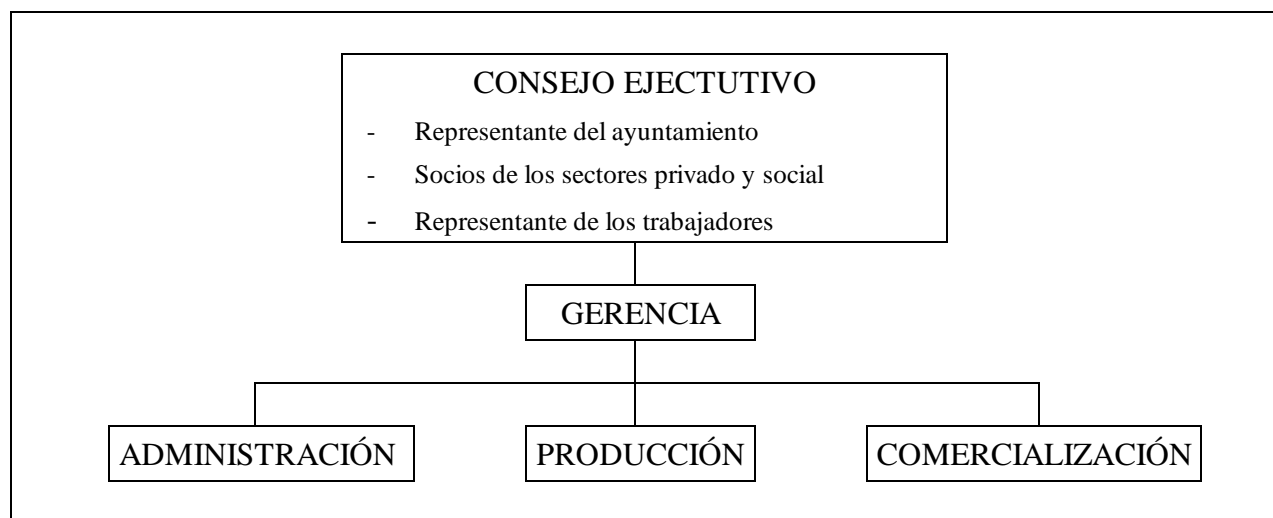 CONSEJO EJECTUTIVO
- Representante del ayuntamiento
- Socios de los sectores privado y social
- Representante de los trabajadores
GERENCIA
ADMINISTRACIÓN
PRODUCCIÓN
COMERCIALIZACIÓN